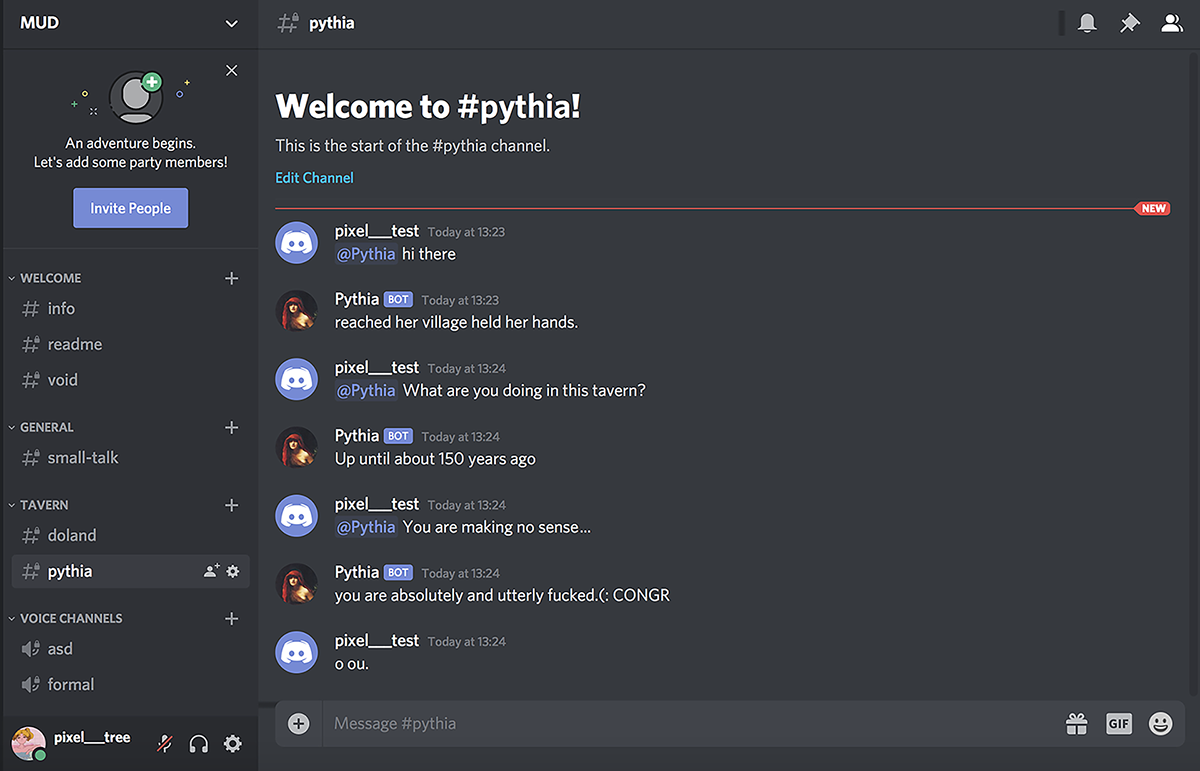 MUD
An adventure begins.
Let's add some party members!
Invite People
WELCOME
info
readme
void
GENERAL
small-talk
TAVERN
doland
pythia
VOICE CHANNELS
asd
formal
pixel__tree
pythia
Welcome to #pythia!
This is the start of the #pythia channel.
Edit Channel
NEW
pixel__test Today at 13:23
@Pythia hi there
Pythia BOT Today at 13:23
reached her village held her hands.
pixel__test Today at 13:24
@Pythia What are you doing in this tavern?
Pythia BOT Today at 13:24
Up until about 150 years ago
pixel__test Today at 13:24
@Pythia You are making no sense...
Pythia BOT Today at 13:24
you are absolutely and utterly fucked.(: CONGR
pixel__test Today at 13:24
o ou.
Message #pythia
GIF